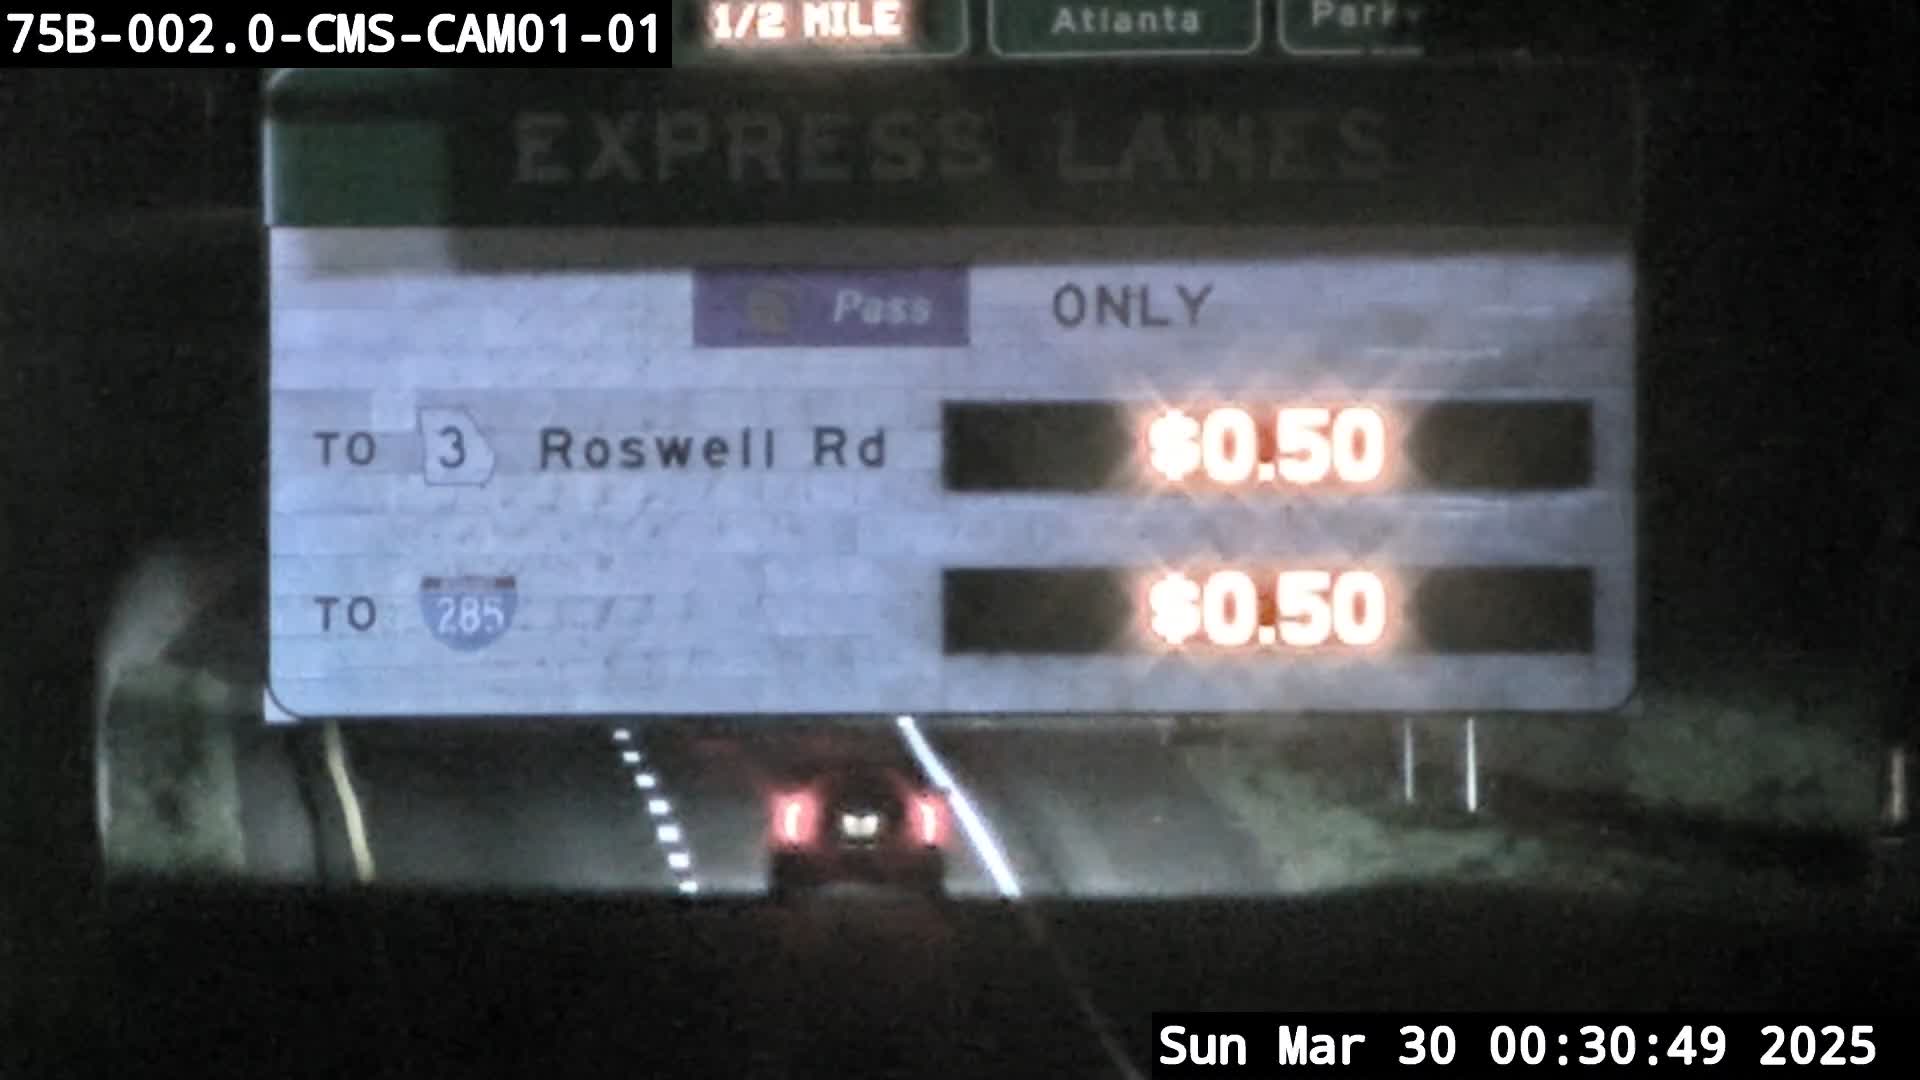 75B-002.0-CMS-CAM01-01
1/2 MILE
Atlanta
EXPRESS LANES
Pass ONLY
TO 3 Roswell Rd $0.50
TO 285 $0.50
Sun Mar 30 00:30:49 2025